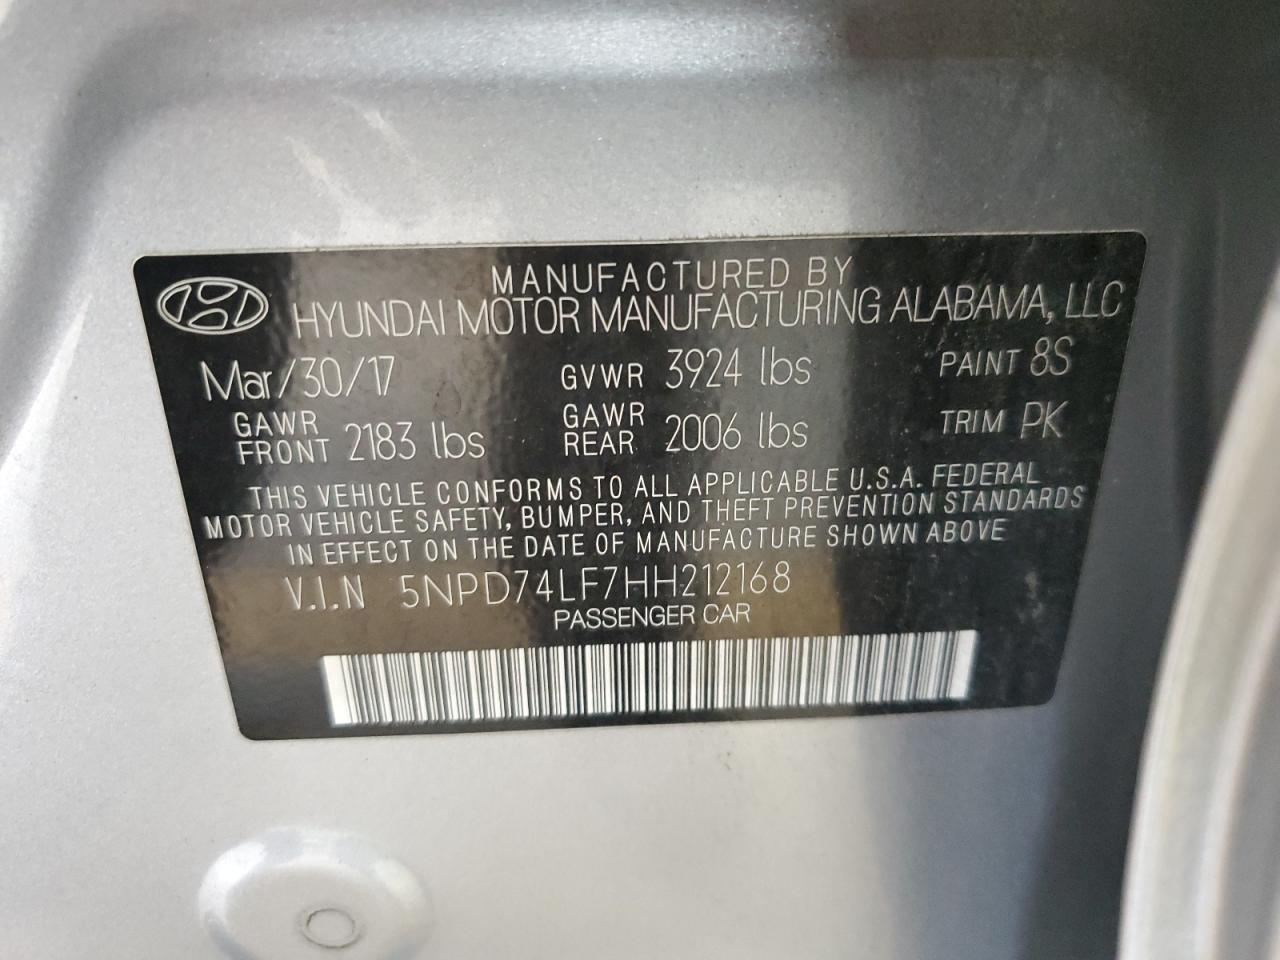 MANUFACTURED BY
HYUNDAI MOTOR MANUFACTURING ALABAMA, LLC
Mar/30/17 GVWR 3924 lbs PAINT 8S
GAWR FRONT 2183 lbs GAWR REAR 2006 lbs TRIM PK
THIS VEHICLE CONFORMS TO ALL APPLICABLE U.S.A. FEDERAL
MOTOR VEHICLE SAFETY, BUMPER, AND THEFT PREVENTION STANDARDS
IN EFFECT ON THE DATE OF MANUFACTURE SHOWN ABOVE
V.I.N 5NPD74LF7HH212168
PASSENGER CAR